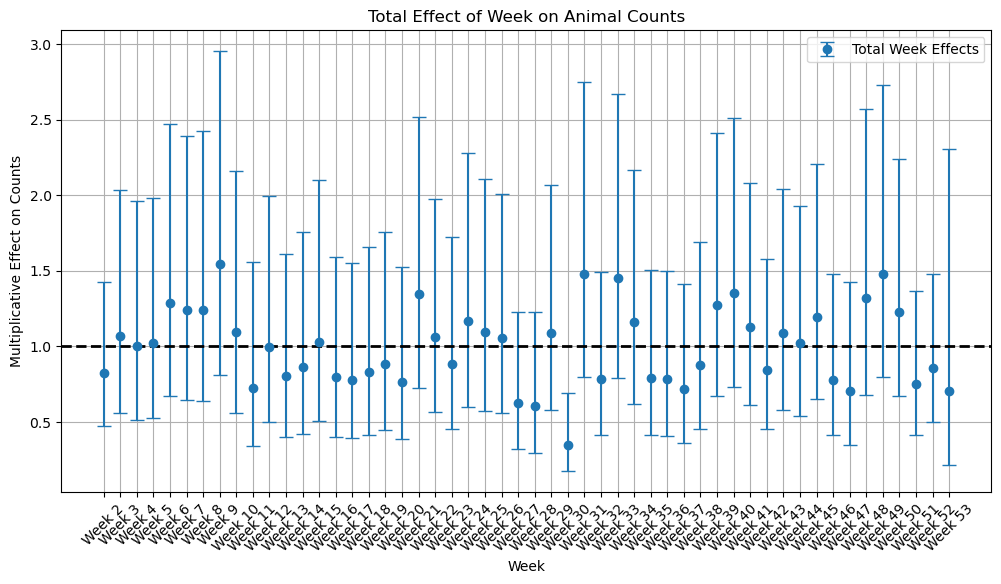 Total Effect of Week on Animal Counts
Multiplicative Effect on Counts
3.0
2.5
2.0
1.5
1.0
0.5
Total Week Effects
Week 2
Week 3
Week 4
Week 5
Week 6
Week 7
Week 8
Week 9
Week 10
Week 11
Week 12
Week 13
Week 14
Week 15
Week 16
Week 17
Week 18
Week 19
Week 20
Week 21
Week 22
Week 23
Week 24
Week 25
Week 26
Week 27
Week 28
Week 29
Week 30
Week 31
Week 32
Week 33
Week 34
Week 35
Week 36
Week 37
Week 38
Week 39
Week 40
Week 41
Week 42
Week 43
Week 44
Week 45
Week 46
Week 47
Week 48
Week 49
Week 50
Week 51
Week 52
Week 53
Week